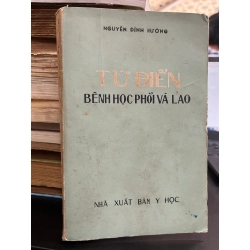 NGUYỄN ĐÌNH HƯỜNG
TỪ ĐIỂN
BỆNH HỌC PHỔI VÀ LAO
NHÀ XUẤT BẢN Y HỌC